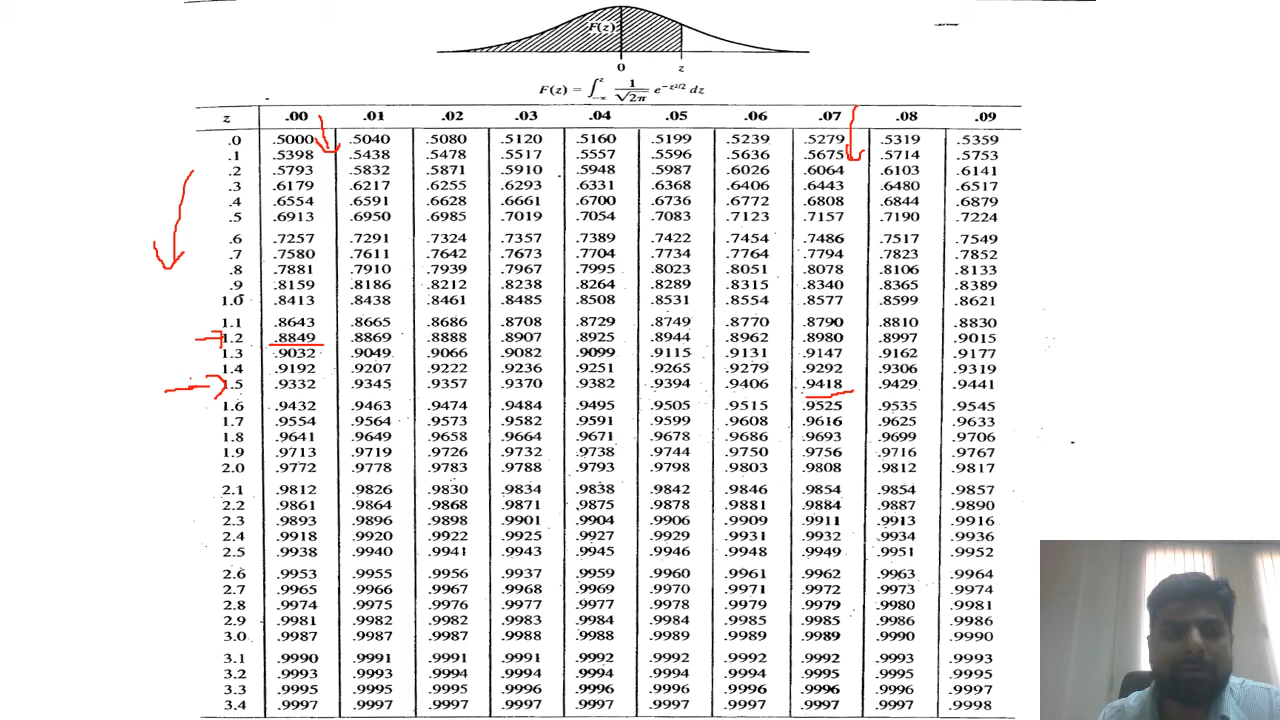 F(z)
0 z
F(z) = ∫_{-∞}^{z} 1/√2π e^{-z²/2} dz
z .00 .01 .02 .03 .04 .05 .06 .07 .08 .09
.0 .5000 .5040 .5080 .5120 .5160 .5199 .5239 .5279 .5319 .5359
.1 .5398 .5438 .5478 .5517 .5557 .5596 .5636 .5675 .5714 .5753
.2 .5793 .5832 .5871 .5910 .5948 .5987 .6026 .6064 .6103 .6141
.3 .6179 .6217 .6255 .6293 .6331 .6368 .6406 .6443 .6480 .6517
.4 .6554 .6591 .6628 .6661 .6700 .6736 .6772 .6808 .6844 .6879
.5 .6913 .6950 .6985 .7019 .7054 .7083 .7123 .7157 .7190 .7224
.6 .7257 .7291 .7324 .7357 .7389 .7422 .7454 .7486 .7517 .7549
.7 .7580 .7611 .7642 .7673 .7704 .7734 .7764 .7794 .7823 .7852
.8 .7881 .7910 .7939 .7967 .7995 .8023 .8051 .8078 .8106 .8133
.9 .8159 .8186 .8212 .8238 .8264 .8289 .8315 .8340 .8365 .8389
1.0 .8413 .8438 .8461 .8485 .8508 .8531 .8554 .8577 .8599 .8621
1.1 .8643 .8665 .8686 .8708 .8729 .8749 .8770 .8790 .8810 .8830
1.2 .8849 .8869 .8888 .8907 .8925 .8944 .8962 .8980 .8997 .9015
1.3 .9032 .9049 .9066 .9082 .9099 .9115 .9131 .9147 .9162 .9177
1.4 .9192 .9207 .9222 .9236 .9251 .9265 .9279 .9292 .9306 .9319
1.5 .9332 .9345 .9357 .9370 .9382 .9394 .9406 .9418 .9429 .9441
1.6 .9432 .9463 .9474 .9484 .9495 .9505 .9515 .9525 .9535 .9545
1.7 .9554 .9564 .9573 .9582 .9591 .9599 .9608 .9616 .9625 .9633
1.8 .9641 .9649 .9658 .9664 .9671 .9678 .9686 .9693 .9699 .9706
1.9 .9713 .9719 .9726 .9732 .9738 .9744 .9750 .9756 .9716 .9767
2.0 .9772 .9778 .9783 .9788 .9793 .9798 .9803 .9808 .9812 .9817
2.1 .9812 .9826 .9830 .9834 .9838 .9842 .9846 .9854 .9854 .9857
2.2 .9861 .9864 .9868 .9871 .9875 .9878 .9881 .9884 .9887 .9890
2.3 .9893 .9896 .9898 .9901 .9904 .9906 .9909 .9911 .9913 .9916
2.4 .9918 .9920 .9922 .9925 .9927 .9929 .9931 .9932 .9934 .9936
2.5 .9938 .9940 .9941 .9943 .9945 .9946 .9948 .9949 .9951 .9952
2.6 .9953 .9955 .9956 .9937 .9959 .9960 .9961 .9962 .9963 .9964
2.7 .9965 .9966 .9967 .9968 .9969 .9970 .9971 .9972 .9973 .9974
2.8 .9974 .9975 .9976 .9977 .9977 .9978 .9979 .9979 .9980 .9981
2.9 .9981 .9982 .9982 .9983 .9984 .9984 .9985 .9985 .9986 .9986
3.0 .9987 .9987 .9987 .9988 .9988 .9989 .9989 .9989 .9990 .9990
3.1 .9990 .9991 .9991 .9991 .9992 .9992 .9992 .9992 .9993 .9993
3.2 .9993 .9993 .9994 .9994 .9994 .9994 .9994 .9995 .9995 .9995
3.3 .9995 .9995 .9995 .9996 .9996 .9996 .9996 .9996 .9996 .9997
3.4 .9997 .9997 .9997 .9997 .9997 .9997 .9997 .9997 .9997 .9998